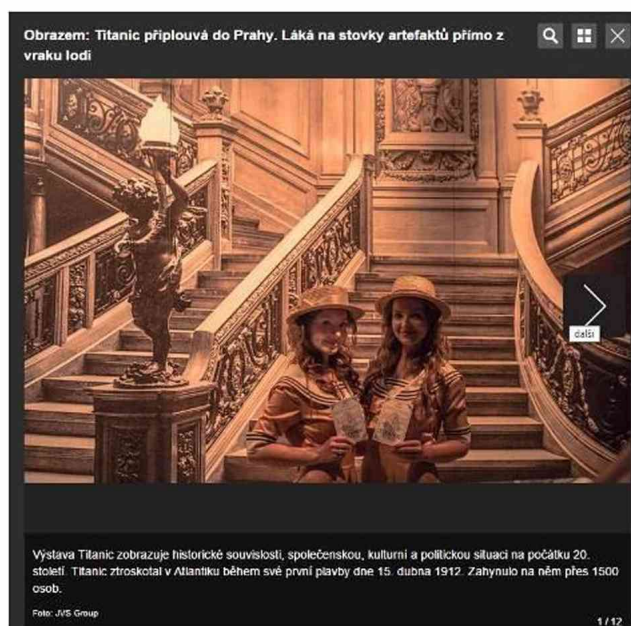 Obrazem: Titanic připlouvá do Prahy. Láká na stovky artefaktů přímo z
vraku lodi
další
Výstava Titanic zobrazuje historické souvislosti, společenskou, kulturní a politickou situaci na počátku 20.
století. Titanic ztroskotal v Atlantiku během své první plavby dne 15. dubna 1912. Zahynulo na něm přes 1500
osob.
Foto: JVS Group
1 / 12